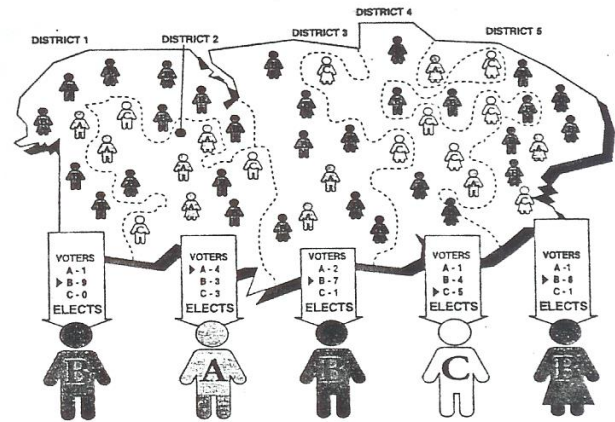 DISTRICT 1
DISTRICT 2
DISTRICT 3
DISTRICT 4
DISTRICT 5
VOTERS
A - 1
▶ B - 9
C - 0
ELECTS
B
VOTERS
▶ A - 4
B - 3
C - 3
ELECTS
A
VOTERS
A - 2
▶ B - 7
C - 1
ELECTS
B
VOTERS
A - 1
B - 4
▶ C - 5
ELECTS
C
VOTERS
A - 1
▶ B - 8
C - 1
ELECTS
B